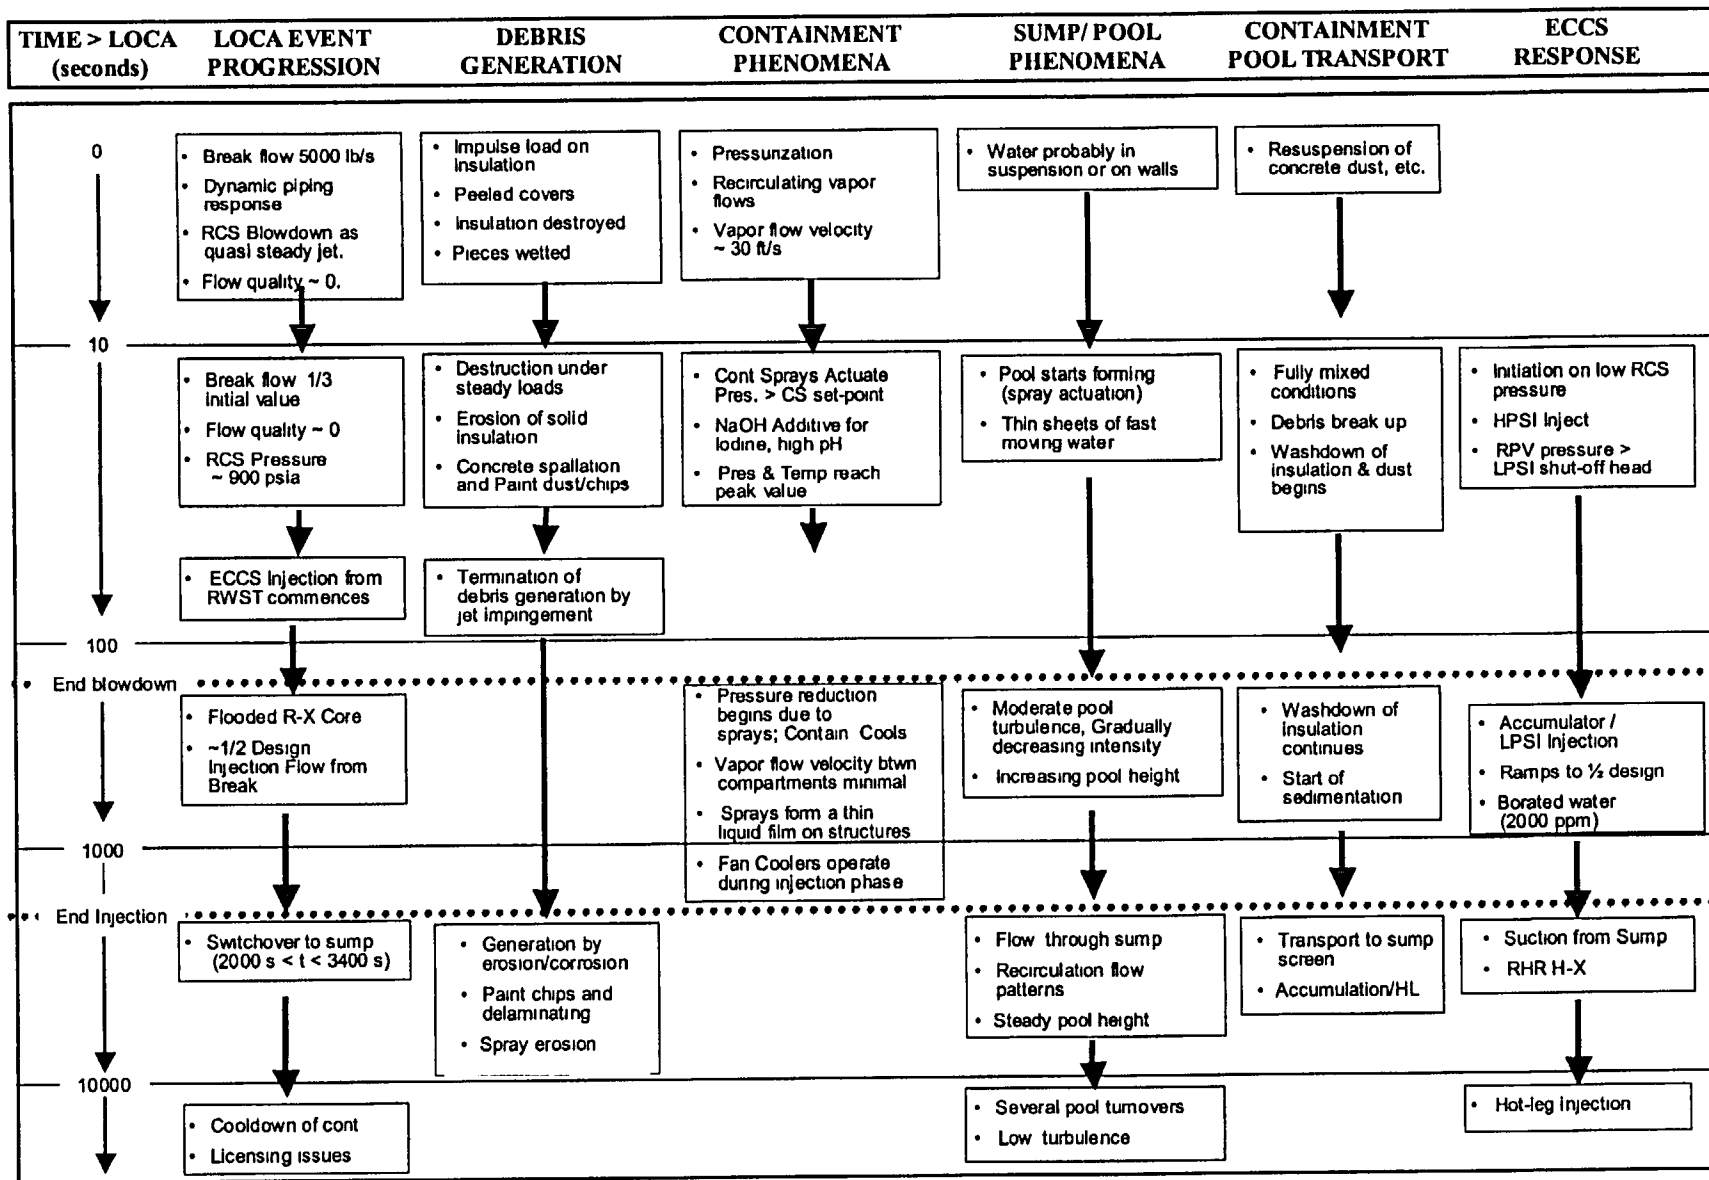 TIME > LOCA
(seconds)
LOCA EVENT
PROGRESSION
DEBRIS
GENERATION
CONTAINMENT
PHENOMENA
SUMP/ POOL
PHENOMENA
CONTAINMENT
POOL TRANSPORT
ECCS
RESPONSE
0
• Break flow 5000 lb/s
• Dynamic piping
response
• RCS Blowdown as
quasi steady jet.
• Flow quality ~ 0.
• Impulse load on
insulation
• Peeled covers
• Insulation destroyed
• Pieces wetted
• Pressurization
• Recirculating vapor
flows
• Vapor flow velocity
~ 30 ft/s
• Water probably in
suspension or on walls
• Resuspension of
concrete dust, etc.
10
• Break flow 1/3
initial value
• Flow quality ~ 0
• RCS Pressure
~ 900 psia
• Destruction under
steady loads
• Erosion of solid
insulation
• Concrete spallation
and Paint dust/chips
• Cont Sprays Actuate
Pres. > CS set-point
• NaOH Additive for
Iodine, high pH
• Pres & Temp reach
peak value
• Pool starts forming
(spray actuation)
• Thin sheets of fast
moving water
• Fully mixed
conditions
• Debris break up
• Washdown of
insulation & dust
begins
• Initiation on low RCS
pressure
• HPSI Inject
• RPV pressure >
LPSI shut-off head
• ECCS Injection from
RWST commences
• Termination of
debris generation by
jet impingement
100
End blowdown
• Flooded R-X Core
• ~1/2 Design
Injection Flow from
Break
• Pressure reduction
begins due to
sprays; Contain Cools
• Vapor flow velocity btwn
compartments minimal
• Sprays form a thin
liquid film on structures
• Fan Coolers operate
during injection phase
• Moderate pool
turbulence, Gradually
decreasing intensity
• Increasing pool height
• Washdown of
insulation
continues
• Start of
sedimentation
• Accumulator /
LPSI Injection
• Ramps to ½ design
• Borated water
(2000 ppm)
1000
End Injection
• Switchover to sump
(2000 s < t < 3400 s)
• Generation by
erosion/corrosion
• Paint chips and
delaminating
• Spray erosion
• Flow through sump
• Recirculation flow
patterns
• Steady pool height
• Transport to sump
screen
• Accumulation/HL
• Suction from Sump
• RHR H-X
10000
• Cooldown of cont
• Licensing issues
• Several pool turnovers
• Low turbulence
• Hot-leg injection